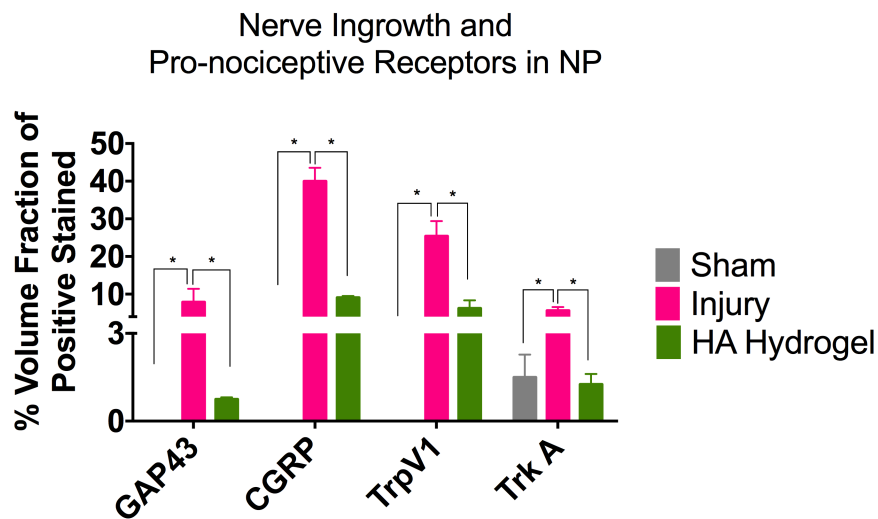 Nerve Ingrowth and
Pro-nociceptive Receptors in NP
% Volume Fraction of
Positive Stained
50
40
30
20
10
3
0
* *
* *
* *
* *
GAP43
CGRP
TrpV1
Trk A
Sham
Injury
HA Hydrogel